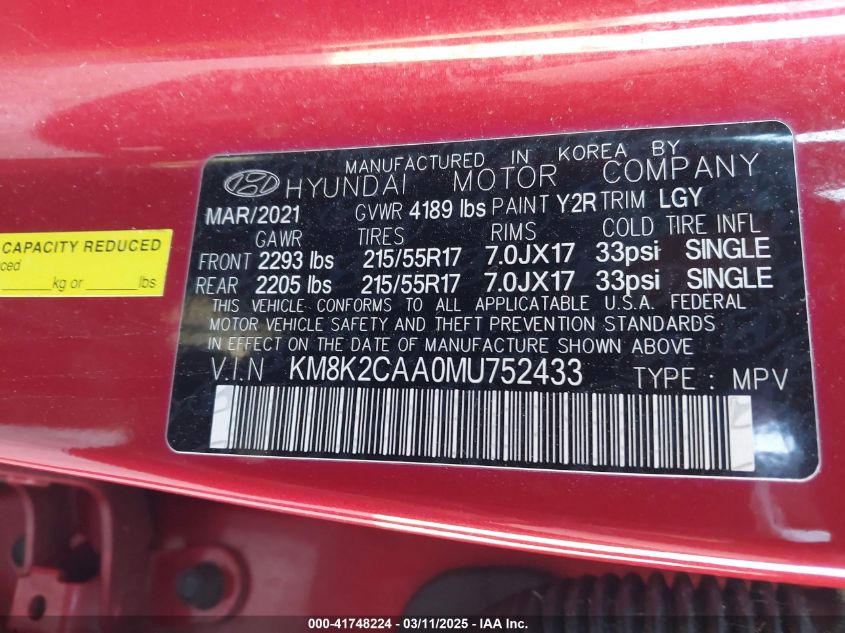 CAPACITY REDUCED
ced
kg or lbs
MANUFACTURED IN KOREA BY
HYUNDAI MOTOR COMPANY
MAR/2021 GVWR 4189 lbs PAINT Y2R TRIM LGY
GAWR TIRES RIMS COLD TIRE INFL
FRONT 2293 lbs 215/55R17 7.0JX17 33psi SINGLE
REAR 2205 lbs 215/55R17 7.0JX17 33psi SINGLE
THIS VEHICLE CONFORMS TO ALL APPLICATABLE U.S.A. FEDERAL
MOTOR VEHICLE SAFETY AND THEFT PREVENTION STANDARDS
IN EFFECT ON THE DATE OF MANUFACTURE SHOWN ABOVE
V.I.N KM8K2CAA0MU752433 TYPE : MPV
000-41748224 - 03/11/2025 - IAA Inc.